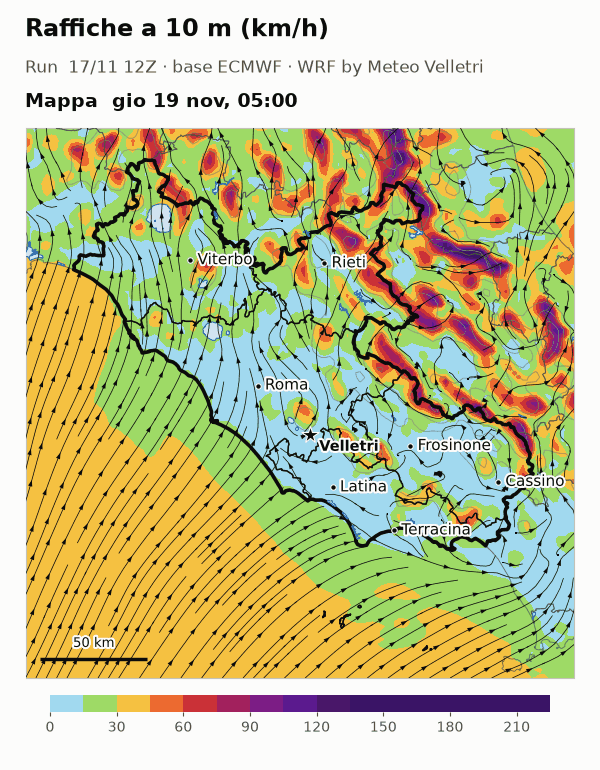 Raffiche a 10 m (km/h)
Run  17/11 12Z · base ECMWF · WRF by Meteo Velletri
Mappa  gio 19 nov, 05:00
Viterbo
Rieti
Roma
Velletri
Frosinone
Cassino
Latina
Terracina
50 km
0 30 60 90 120 150 180 210